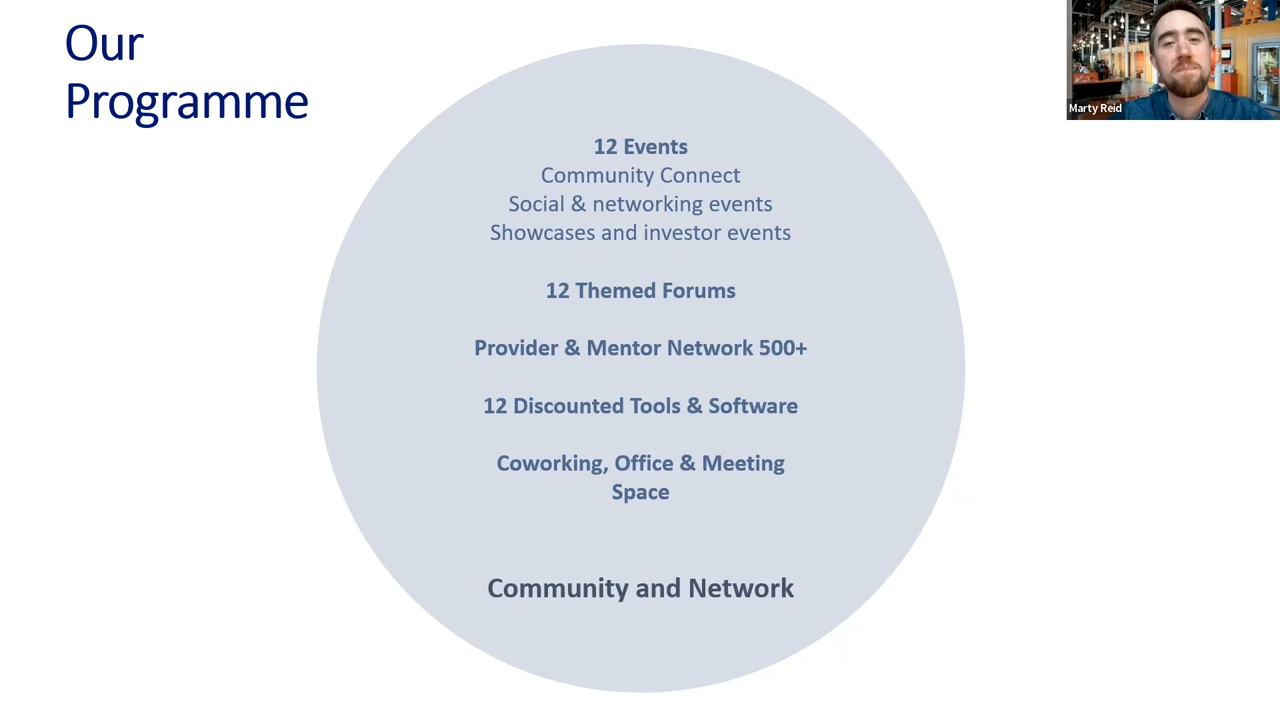 Our
Programme
Marty Reid
12 Events
Community Connect
Social & networking events
Showcases and investor events
12 Themed Forums
Provider & Mentor Network 500+
12 Discounted Tools & Software
Coworking, Office & Meeting
Space
Community and Network